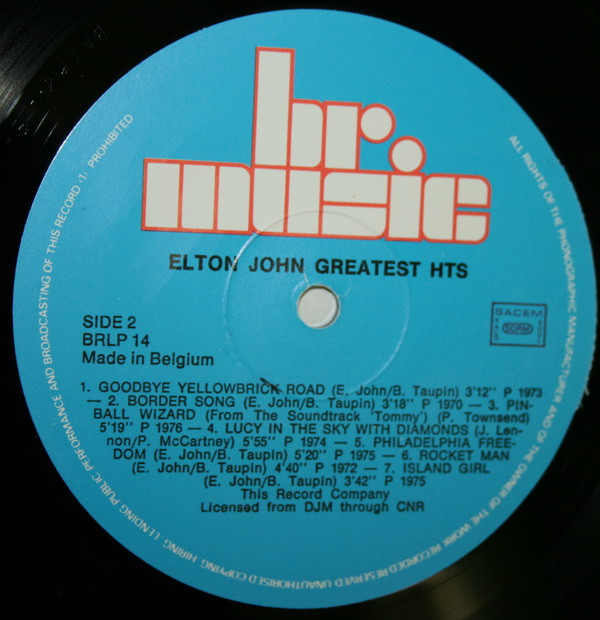 br.
music
ELTON JOHN GREATEST HTS
SIDE 2
BRLP 14
Made in Belgium
SACEM
1. GOODBYE YELLOWBRICK ROAD (E. John/B. Taupin) 3'12" P 1973
— 2. BORDER SONG (E. John/B. Taupin) 3'18" P 1970 — 3. PIN-
BALL WIZARD (From The Soundtrack 'Tommy') (P. Townsend)
5'19" P 1976 — 4. LUCY IN THE SKY WITH DIAMONDS (J. Len-
non/P. McCartney) 5'55" P 1974 — 5. PHILADELPHIA FREE-
DOM (E. John/B. Taupin) 5'20" P 1975 — 6. ROCKET MAN
(E. John/B. Taupin) 4'40" P 1972 — 7. ISLAND GIRL
(E. John/B. Taupin) 3'42" P 1975
This Record Company
Licensed from DJM through CNR
ALL RIGHTS OF THE PHONOGRAPHIC MANUFACTURER AND OF THE OWNER OF THE WORK RECORDED RESERVED UNAUTHORISED COPYING HIRING LENDING PUBLIC PERFORMANCE AND BROADCASTING OF THIS RECORD (1) PROHIBITED